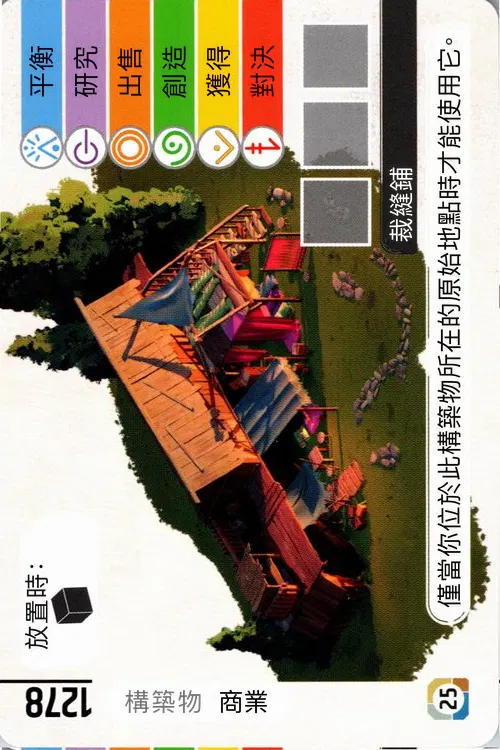 1278
構築物 商業
放置時:
平衡
研究
出售
創造
獲得
對決
裁縫鋪
僅當你位於此構築物所在的原始地點時才能使用它。
25